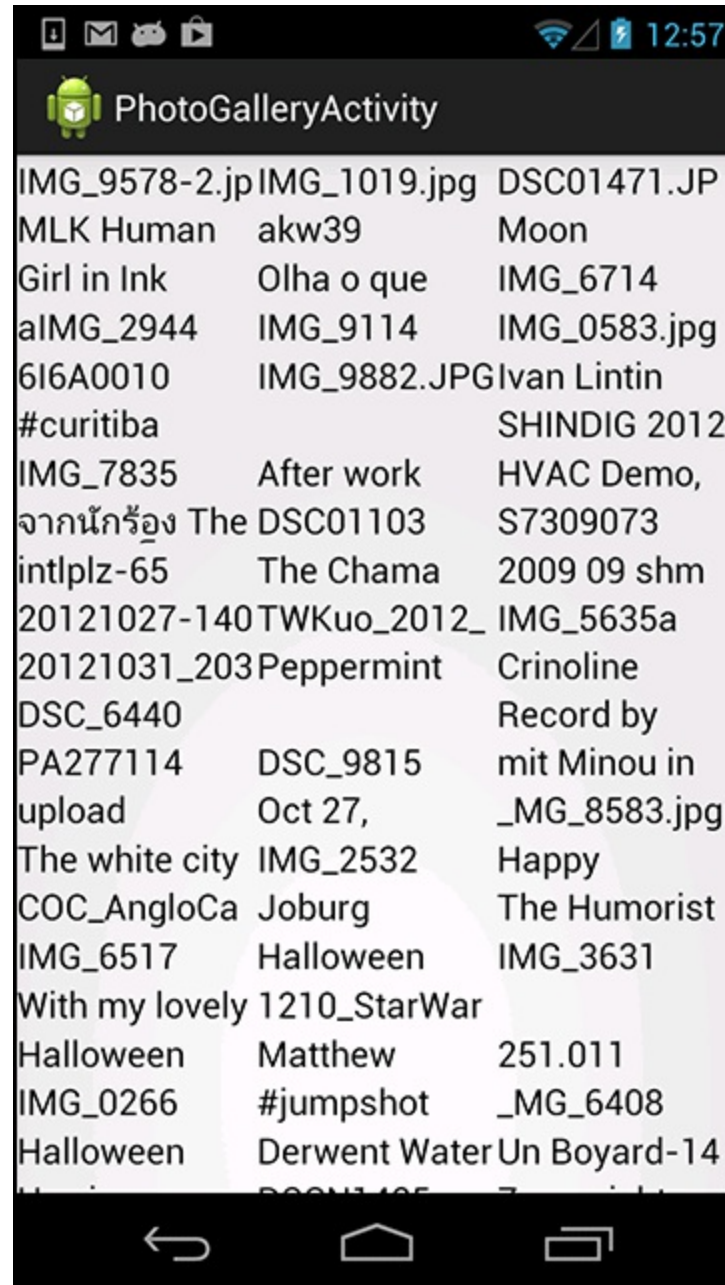 12:57
PhotoGalleryActivity
IMG_9578-2.jp IMG_1019.jpg DSC01471.JP
MLK Human akw39 Moon
Girl in Ink Olha o que IMG_6714
aIMG_2944 IMG_9114 IMG_0583.jpg
6I6A0010 IMG_9882.JPG Ivan Lintin
#curitiba SHINDIG 2012
IMG_7835 After work HVAC Demo,
จากนักร้อง The DSC01103 S7309073
intlplz-65 The Chama 2009 09 shm
20121027-140 TWKuo_2012_ IMG_5635a
20121031_203 Peppermint Crinoline
DSC_6440 Record by
PA277114 DSC_9815 mit Minou in
upload Oct 27, _MG_8583.jpg
The white city IMG_2532 Happy
COC_AngloCa Joburg The Humorist
IMG_6517 Halloween IMG_3631
With my lovely 1210_StarWar
Halloween Matthew 251.011
IMG_0266 #jumpshot _MG_6408
Halloween Derwent Water Un Boyard-14